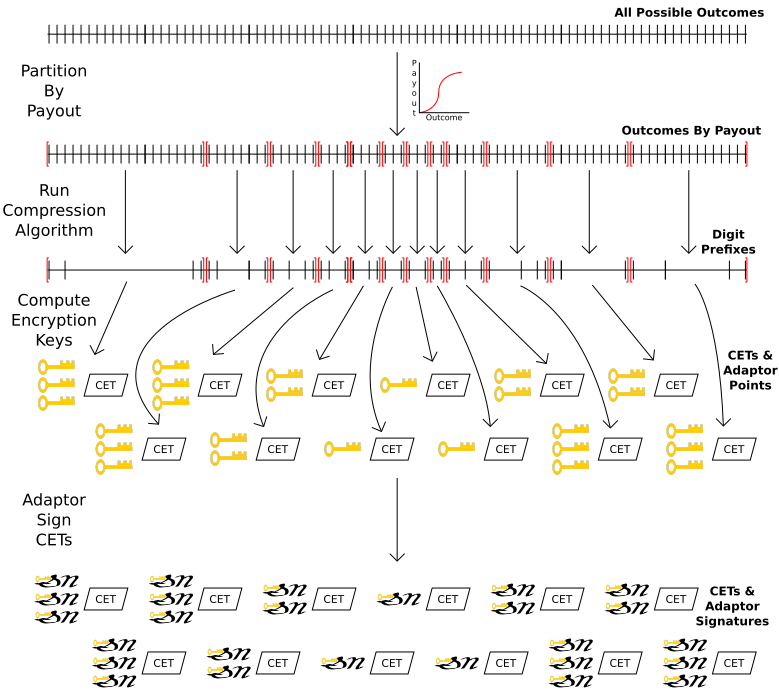 All Possible Outcomes
Partition
By
Payout
P
a
y
o
u
t
Outcome
Outcomes By Payout
Run
Compression
Algorithm
Digit
Prefixes
Compute
Encryption
Keys
CETs &
Adaptor
Points
CET CET CET CET CET CET
CET CET CET CET CET CET
Adaptor
Sign
CETs
CETs &
Adaptor
Signatures
CET CET CET CET CET CET
CET CET CET CET CET CET